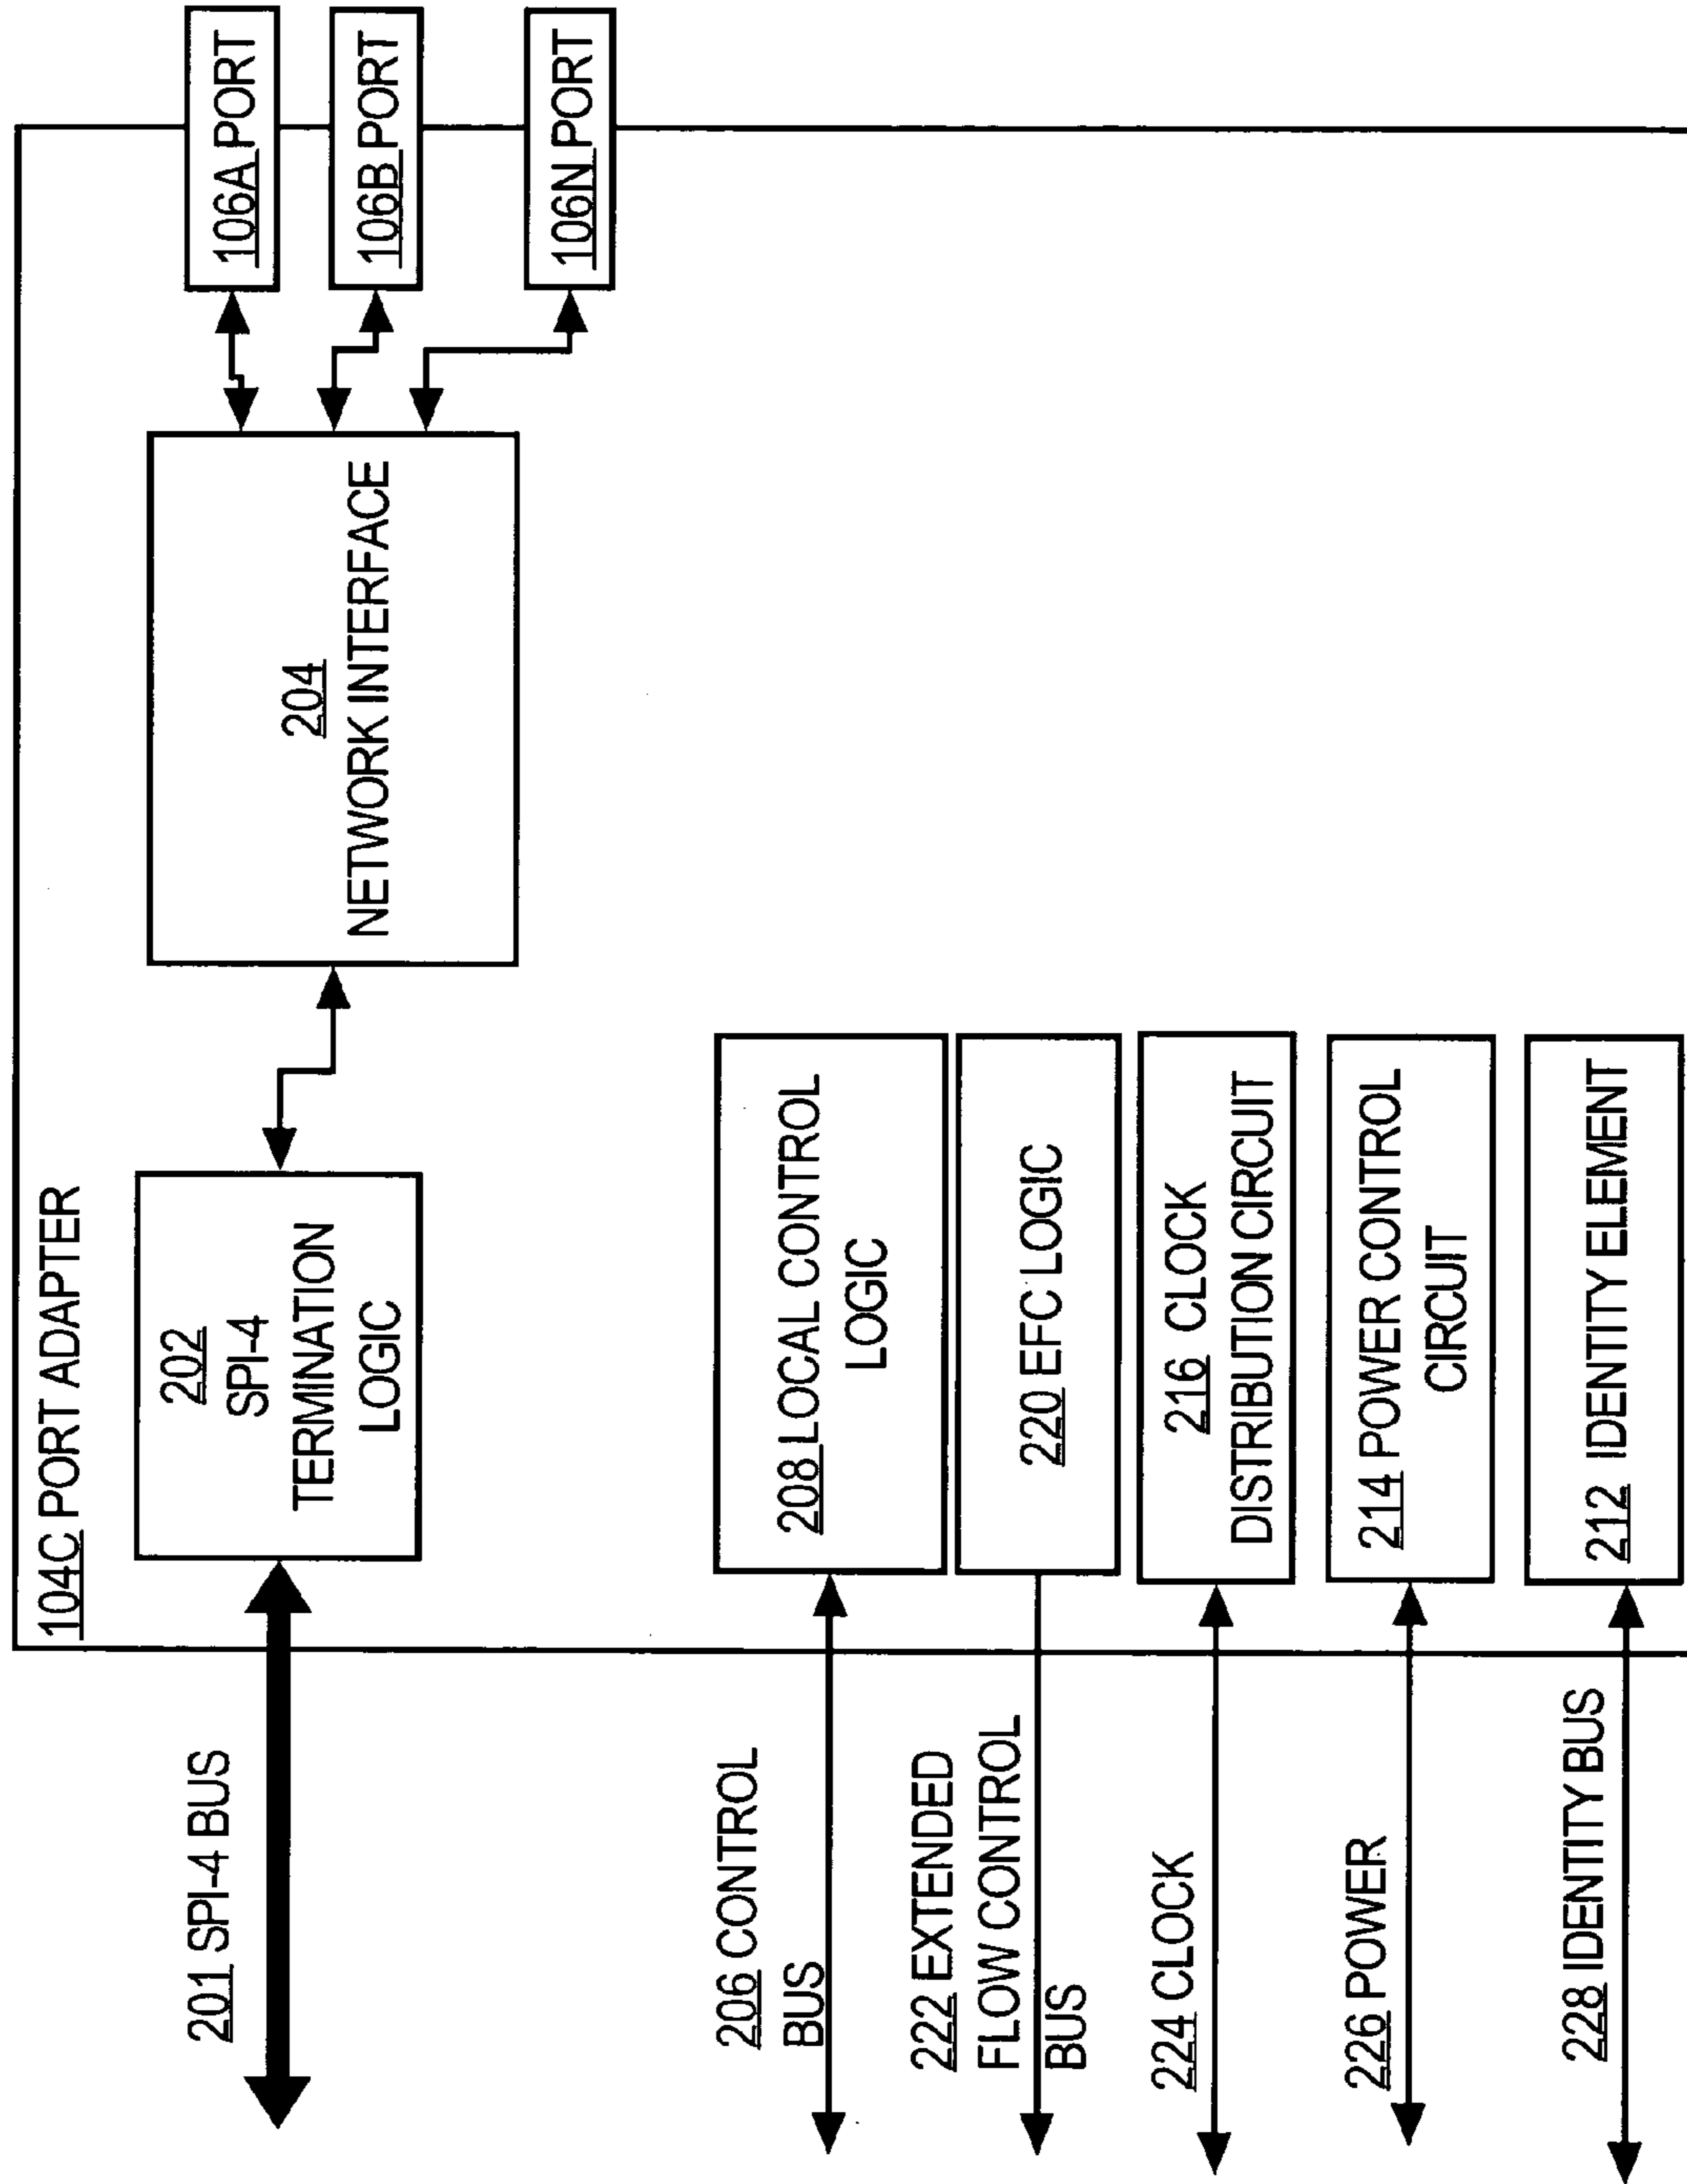 104C PORT ADAPTER
201 SPI-4 BUS
202
SPI-4
TERMINATION
LOGIC
204
NETWORK INTERFACE
106A PORT
106B PORT
106N PORT
206 CONTROL
BUS
208 LOCAL CONTROL
LOGIC
222 EXTENDED
FLOW CONTROL
BUS
220 EFC LOGIC
224 CLOCK
216 CLOCK
DISTRIBUTION CIRCUIT
226 POWER
214 POWER CONTROL
CIRCUIT
228 IDENTITY BUS
212 IDENTITY ELEMENT